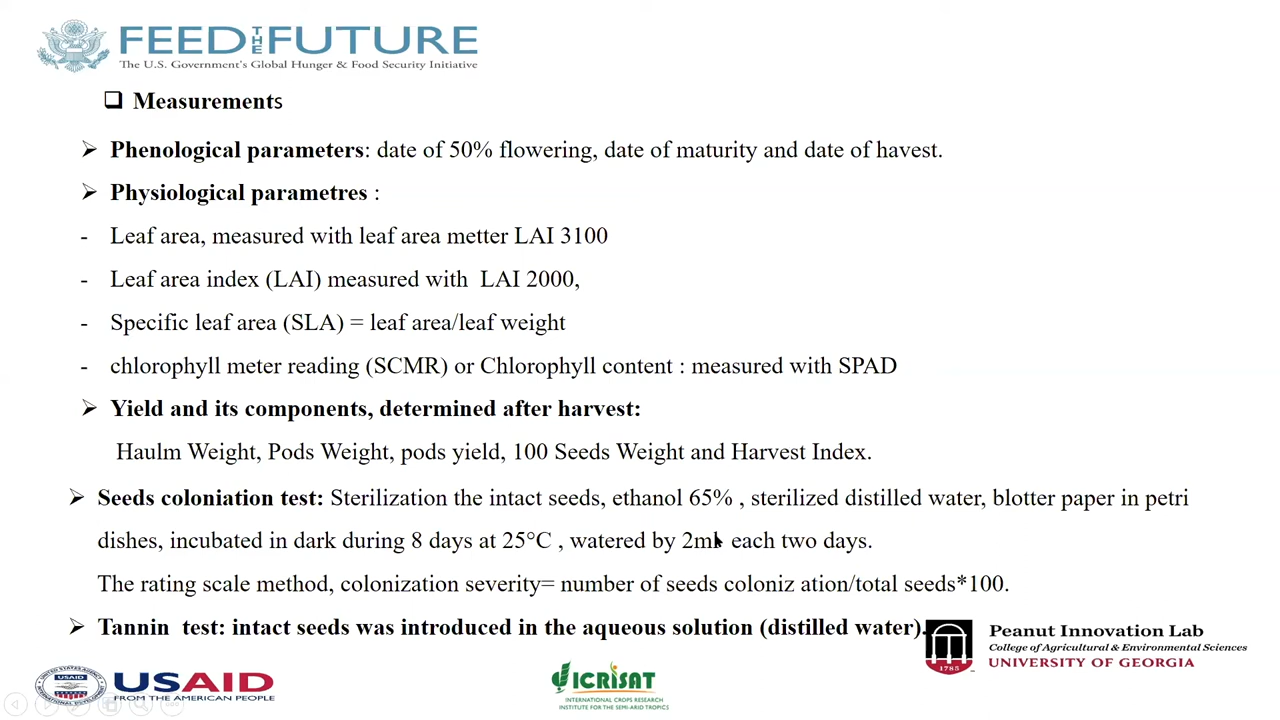 FEED THE FUTURE
The U.S. Government's Global Hunger & Food Security Initiative
Measurements
Phenological parameters: date of 50% flowering, date of maturity and date of havest.
Physiological parametres :
- Leaf area, measured with leaf area metter LAI 3100
- Leaf area index (LAI) measured with LAI 2000,
- Specific leaf area (SLA) = leaf area/leaf weight
- chlorophyll meter reading (SCMR) or Chlorophyll content : measured with SPAD
Yield and its components, determined after harvest:
Haulm Weight, Pods Weight, pods yield, 100 Seeds Weight and Harvest Index.
Seeds coloniation test: Sterilization the intact seeds, ethanol 65% , sterilized distilled water, blotter paper in petri
dishes, incubated in dark during 8 days at 25°C , watered by 2ml each two days.
The rating scale method, colonization severity= number of seeds coloniz ation/total seeds*100.
Tannin test: intact seeds was introduced in the aqueous solution (distilled water).
1785
Peanut Innovation Lab
College of Agricultural & Environmental Sciences
UNIVERSITY OF GEORGIA
USAID
USAID
FROM THE AMERICAN PEOPLE
ICRISAT
INTERNATIONAL CROPS RESEARCH
INSTITUTE FOR THE SEMI-ARID TROPICS